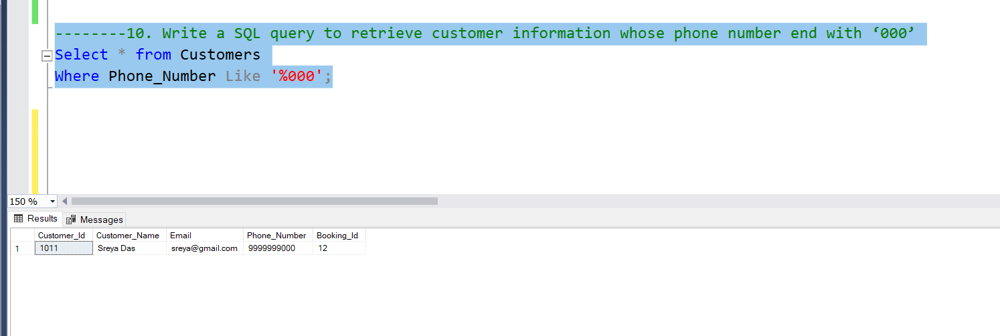 --------10. Write a SQL query to retrieve customer information whose phone number end with ‘000’
Select * from Customers
Where Phone_Number Like '%000';
150 %
Results Messages
Customer_Id Customer_Name Email Phone_Number Booking_Id
1 1011 Sreya Das sreya@gmail.com 9999999000 12